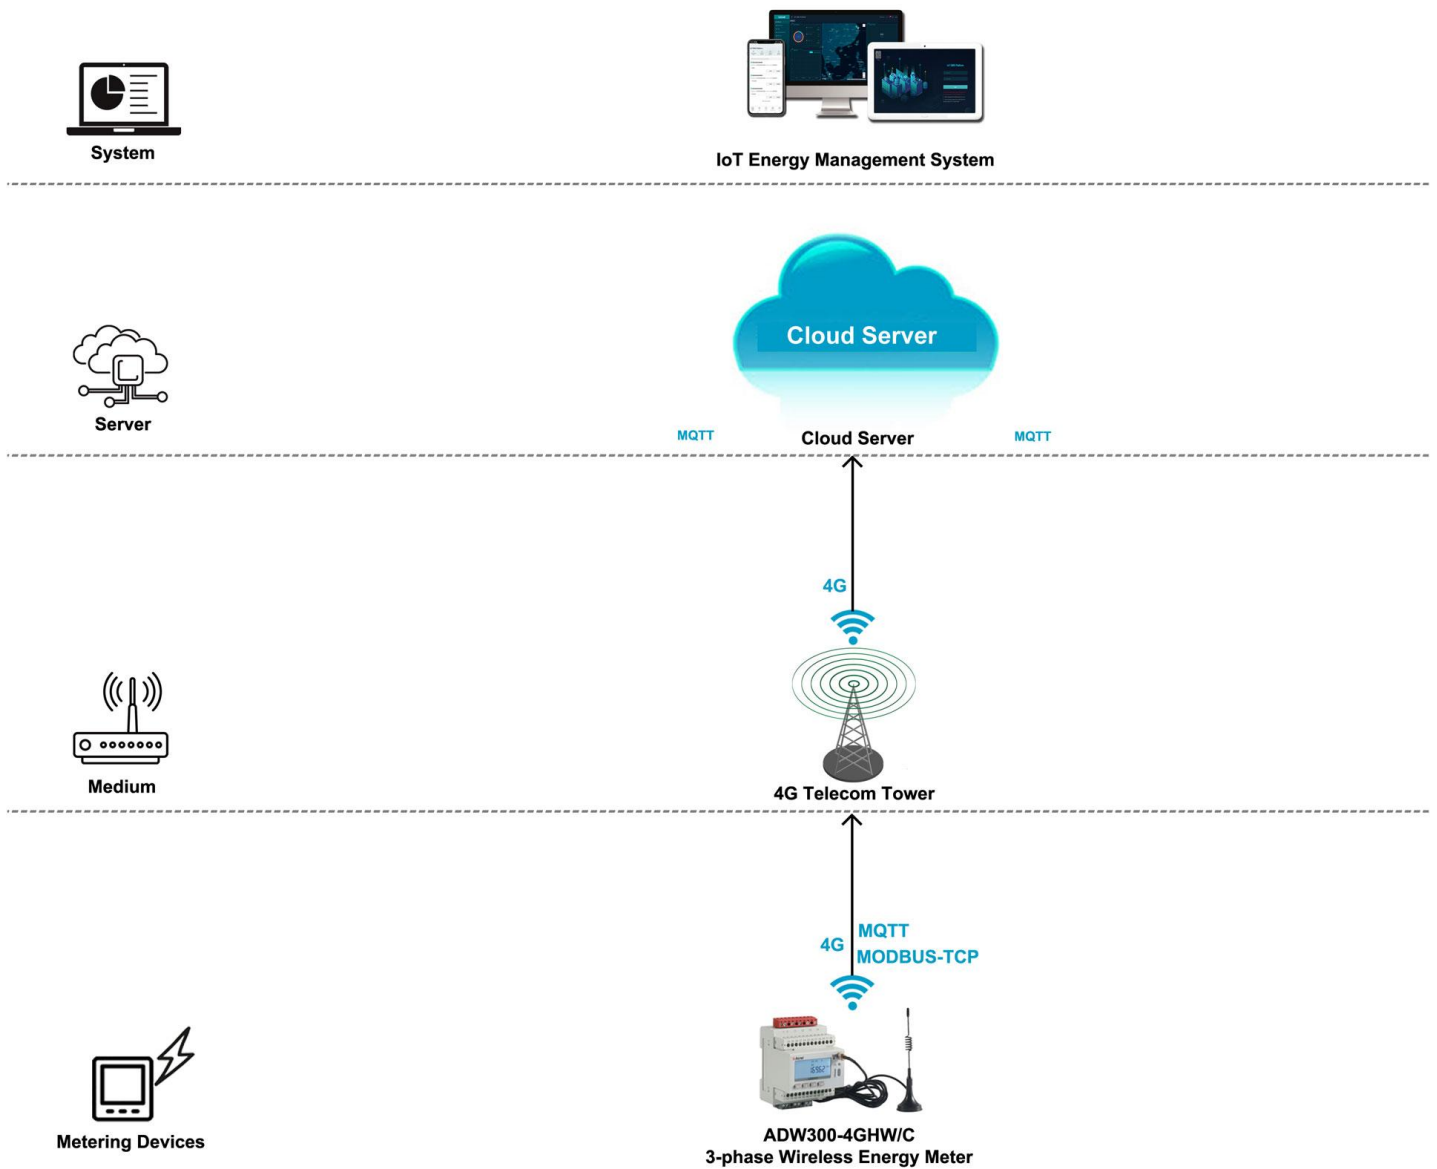 System
IoT Energy Management System
Cloud Server
Server
MQTT
Cloud Server
MQTT
4G
Medium
4G Telecom Tower
4G
MQTT
MODBUS-TCP
Metering Devices
ADW300-4GHW/C
3-phase Wireless Energy Meter